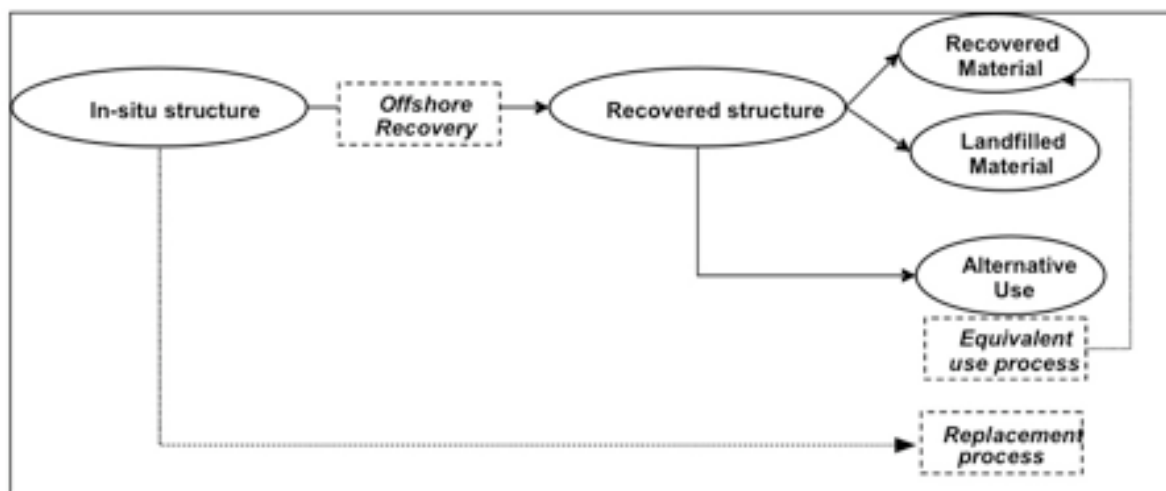 In-situ structure
Offshore
Recovery
Recovered structure
Recovered
Material
Landfilled
Material
Alternative
Use
Equivalent
use process
Replacement
process